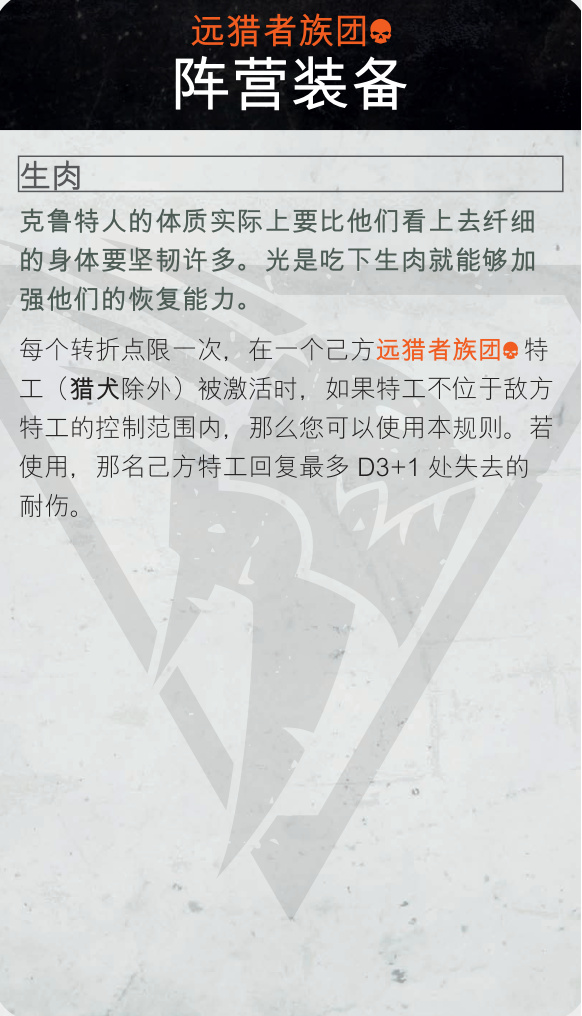 远猎者族团
阵营装备
生肉
克鲁特人的体质实际上要比他们看上去纤细
的身体要坚韧许多。光是吃下生肉就能够加
强他们的恢复能力。
每个转折点限一次，在一个己方远猎者族团特
工（猎犬除外）被激活时，如果特工不位于敌方
特工的控制范围内，那么您可以使用本规则。若
使用，那名己方特工回复最多 D3+1 处失去的
耐伤。